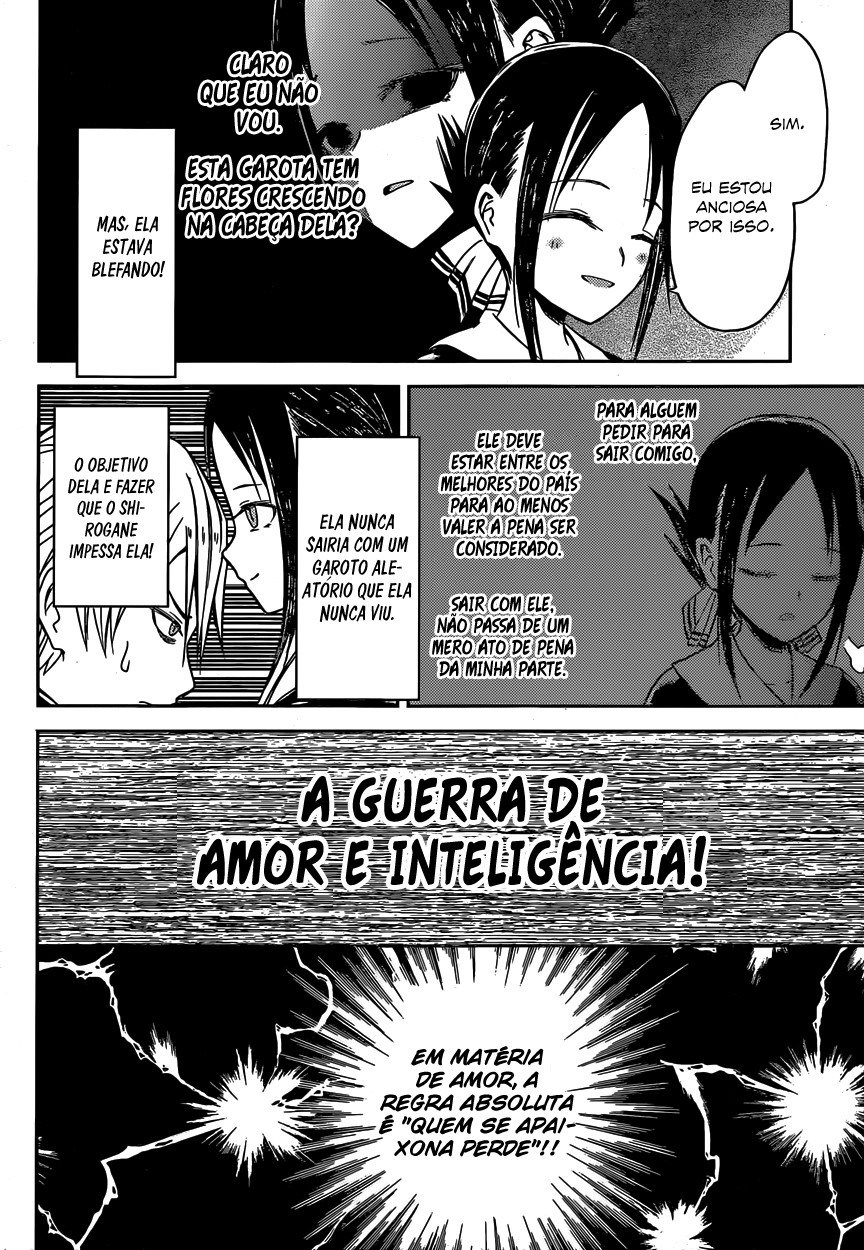 SIM.
EU ESTOU
ANCIOSA
POR ISSO.
CLARO
QUE EU NÃO
VOU.
ESTA GAROTA TEM
FLORES CRESCENDO
NA CABEÇA DELA?
MAS, ELA
ESTAVA
BLEFANDO!
PARA ALGUEM
PEDIR PARA
SAIR COMIGO,
ELE DEVE
ESTAR ENTRE OS
MELHORES DO PAÍS
PARA AO MENOS
VALER A PENA SER
CONSIDERADO.
SAIR COM ELE,
NÃO PASSA DE UM
MERO ATO DE PENA
DA MINHA PARTE.
ELA NUNCA
SAIRIA COM UM
GAROTO ALE-
ATÓRIO QUE ELA
NUNCA VIU.
O OBJETIVO
DELA E FAZER
QUE O SHI-
ROGANE
IMPESSA ELA!
A GUERRA DE
AMOR E INTELIGÊNCIA!
EM MATÉRIA
DE AMOR, A
REGRA ABSOLUTA
É "QUEM SE APAI-
XONA PERDE"!!